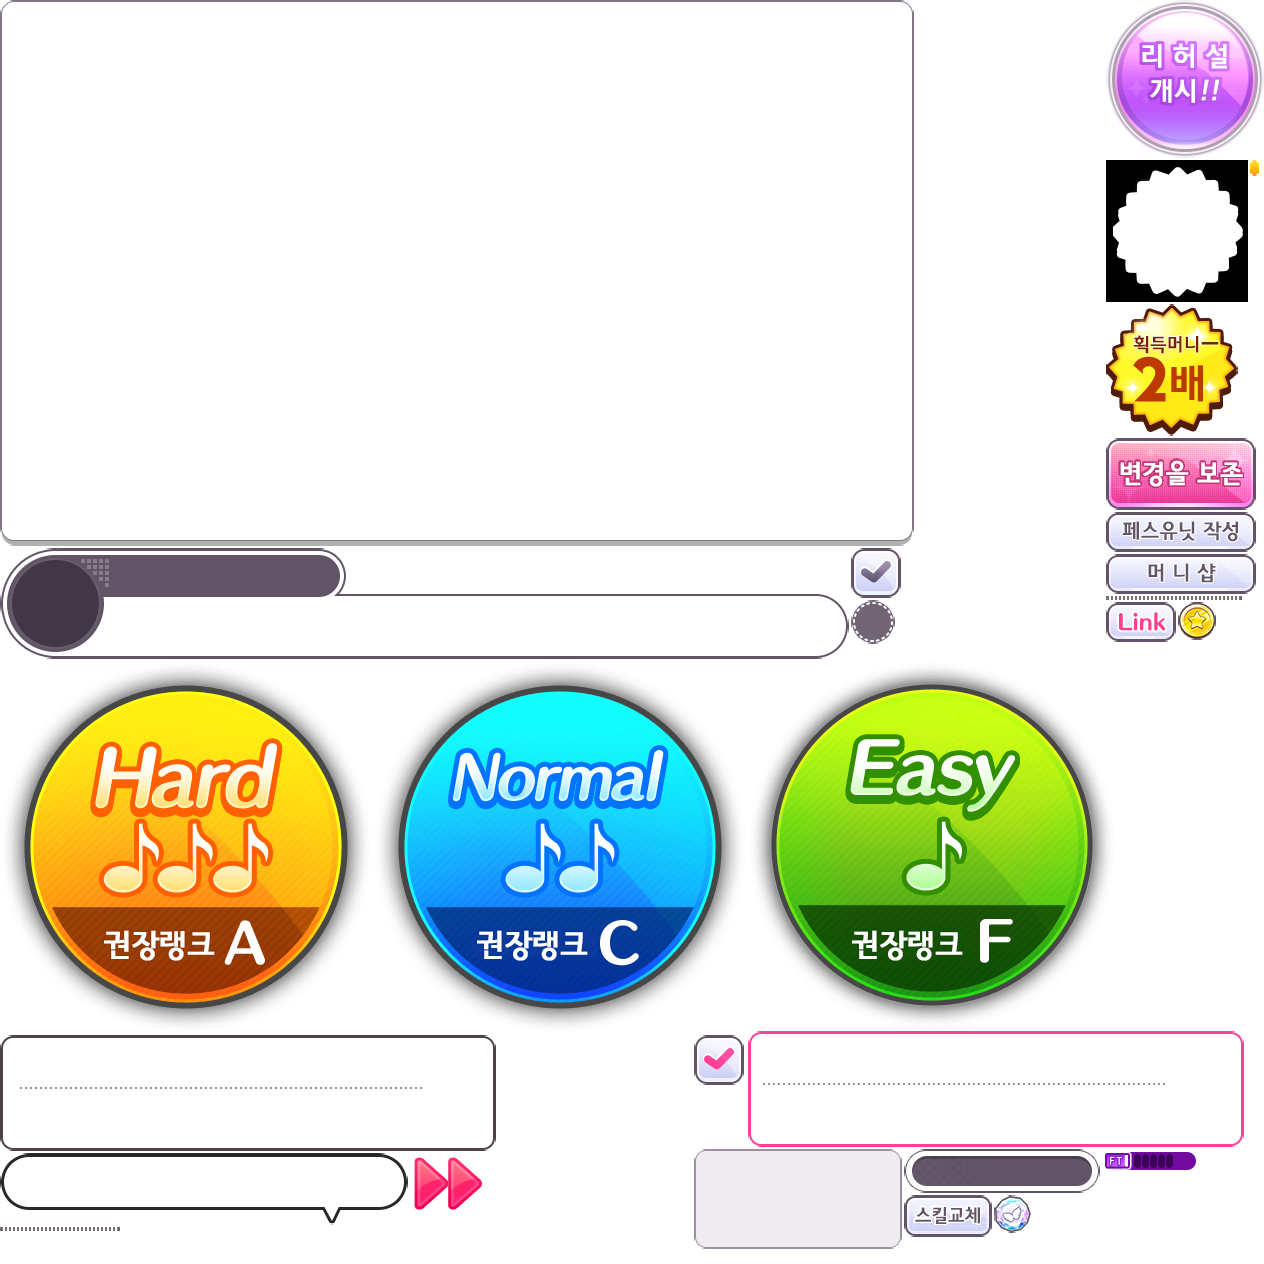 리허설
개시!!
획득머니ー
2배
변경을 보존
페스유닛 작성
머니샵
Link
Hard
권장랭크 A
Normal
권장랭크 C
Easy
권장랭크 F
FT
스킬교체